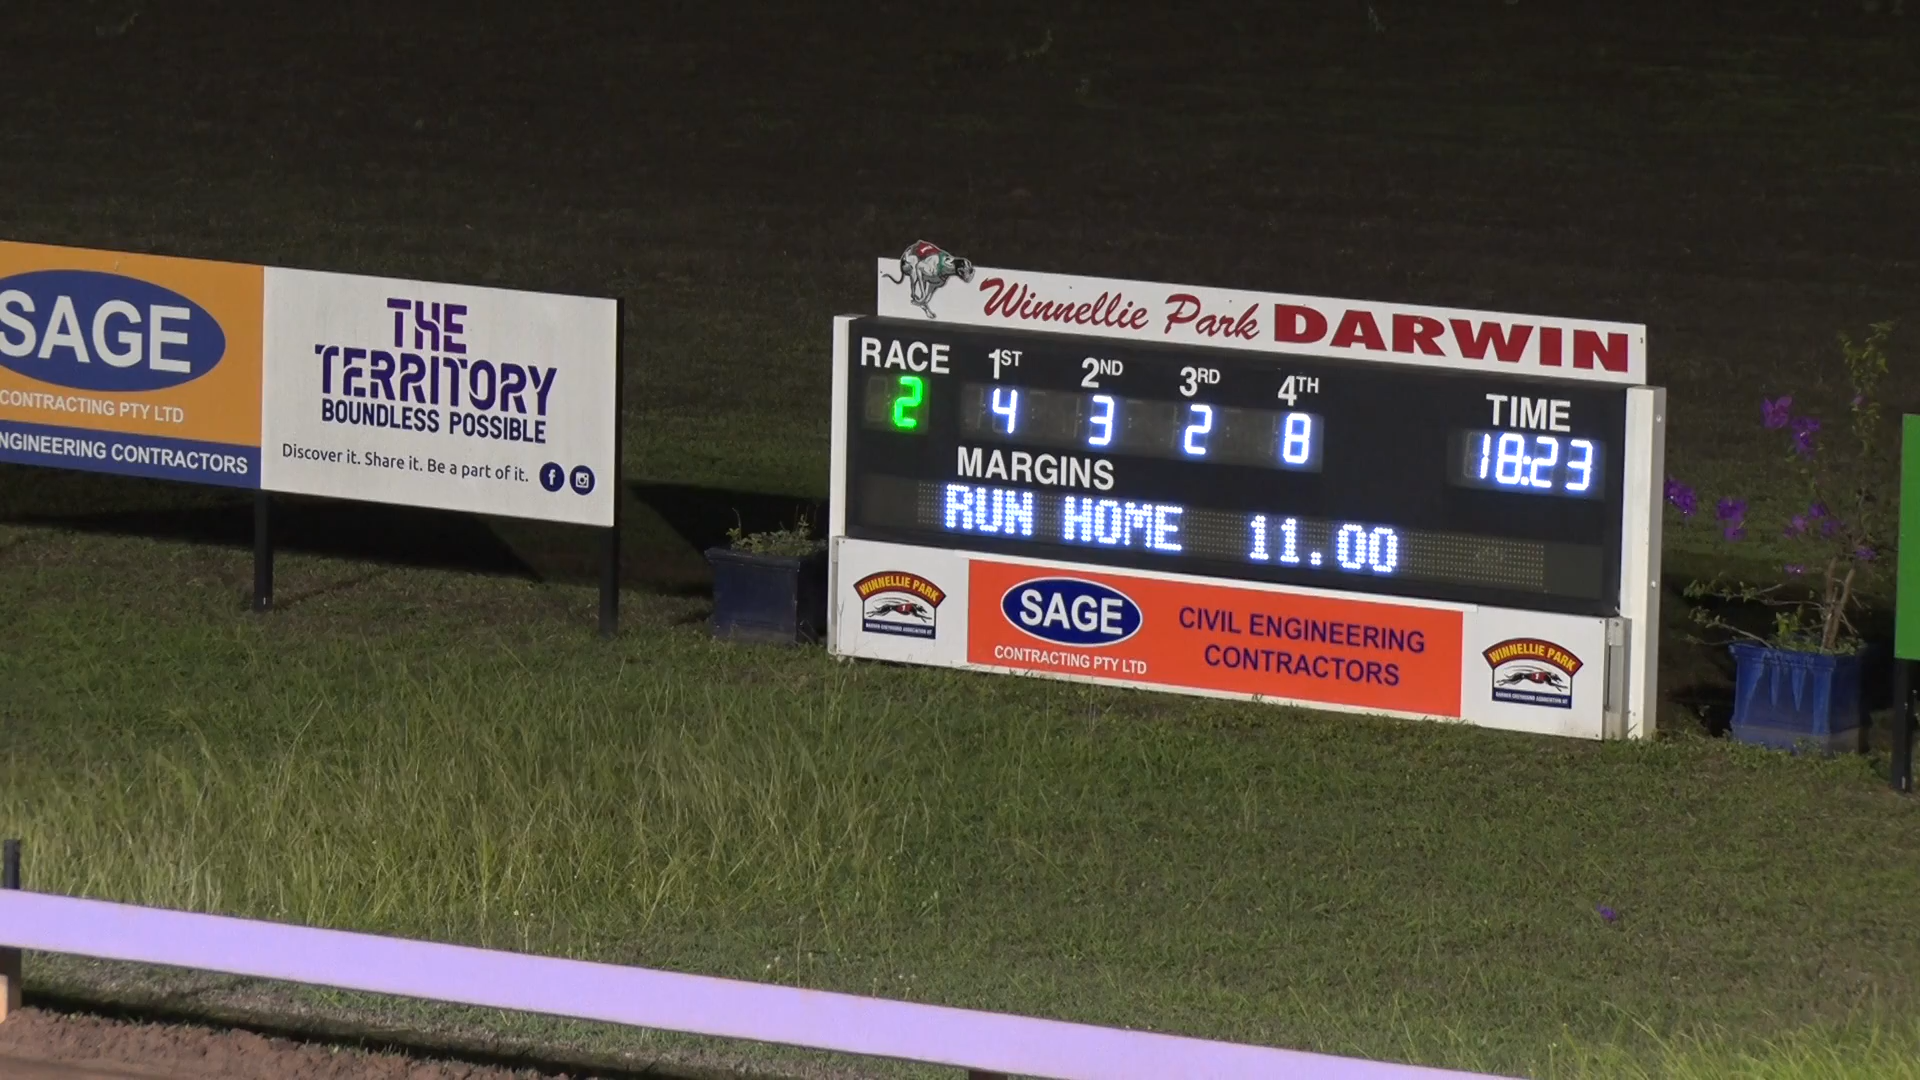 SAGE
CONTRACTING PTY LTD
NGINEERING CONTRACTORS
THE
TERRITORY
BOUNDLESS POSSIBLE
Discover it. Share it. Be a part of it.
Winnellie Park DARWIN
RACE 1ST 2ND 3RD 4TH TIME
2 4 3 2 8 18:23
MARGINS
RUN HOME 11.00
WINNELLIE PARK
SAGE
CONTRACTING PTY LTD
CIVIL ENGINEERING
CONTRACTORS
WINNELLIE PARK